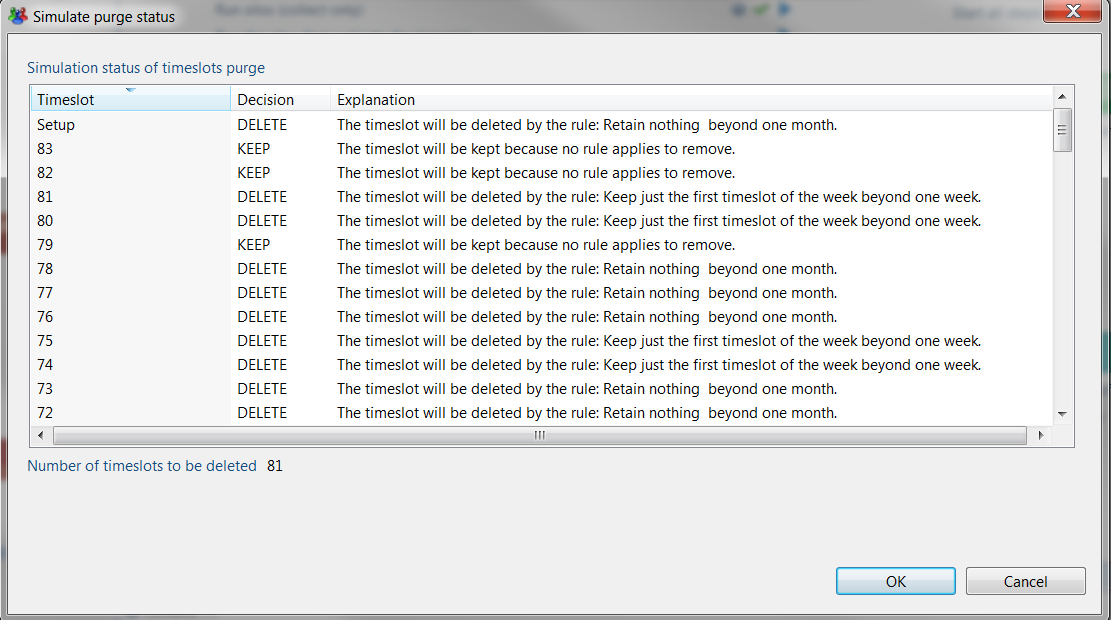 Simulate purge status
Simulation status of timeslots purge
Timeslot Decision Explanation
Setup DELETE The timeslot will be deleted by the rule: Retain nothing  beyond one month.
83 KEEP The timeslot will be kept because no rule applies to remove.
82 KEEP The timeslot will be kept because no rule applies to remove.
81 DELETE The timeslot will be deleted by the rule: Keep just the first timeslot of the week beyond one week.
80 DELETE The timeslot will be deleted by the rule: Keep just the first timeslot of the week beyond one week.
79 KEEP The timeslot will be kept because no rule applies to remove.
78 DELETE The timeslot will be deleted by the rule: Retain nothing  beyond one month.
77 DELETE The timeslot will be deleted by the rule: Retain nothing  beyond one month.
76 DELETE The timeslot will be deleted by the rule: Retain nothing  beyond one month.
75 DELETE The timeslot will be deleted by the rule: Keep just the first timeslot of the week beyond one week.
74 DELETE The timeslot will be deleted by the rule: Keep just the first timeslot of the week beyond one week.
73 DELETE The timeslot will be deleted by the rule: Retain nothing  beyond one month.
72 DELETE The timeslot will be deleted by the rule: Retain nothing  beyond one month.
Number of timeslots to be deleted 81
OK Cancel